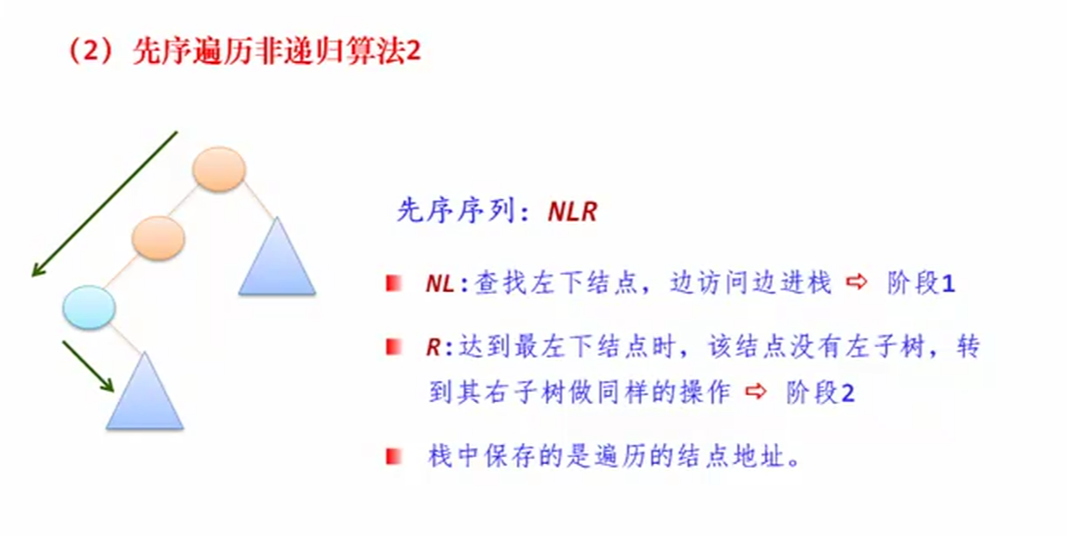 （2）先序遍历非递归算法2
先序序列：NLR
NL：查找左下结点，边访问边进栈 ⇨ 阶段1
R：达到最左下结点时，该结点没有左子树，转
到其右子树做同样的操作 ⇨ 阶段2
栈中保存的是遍历的结点地址。